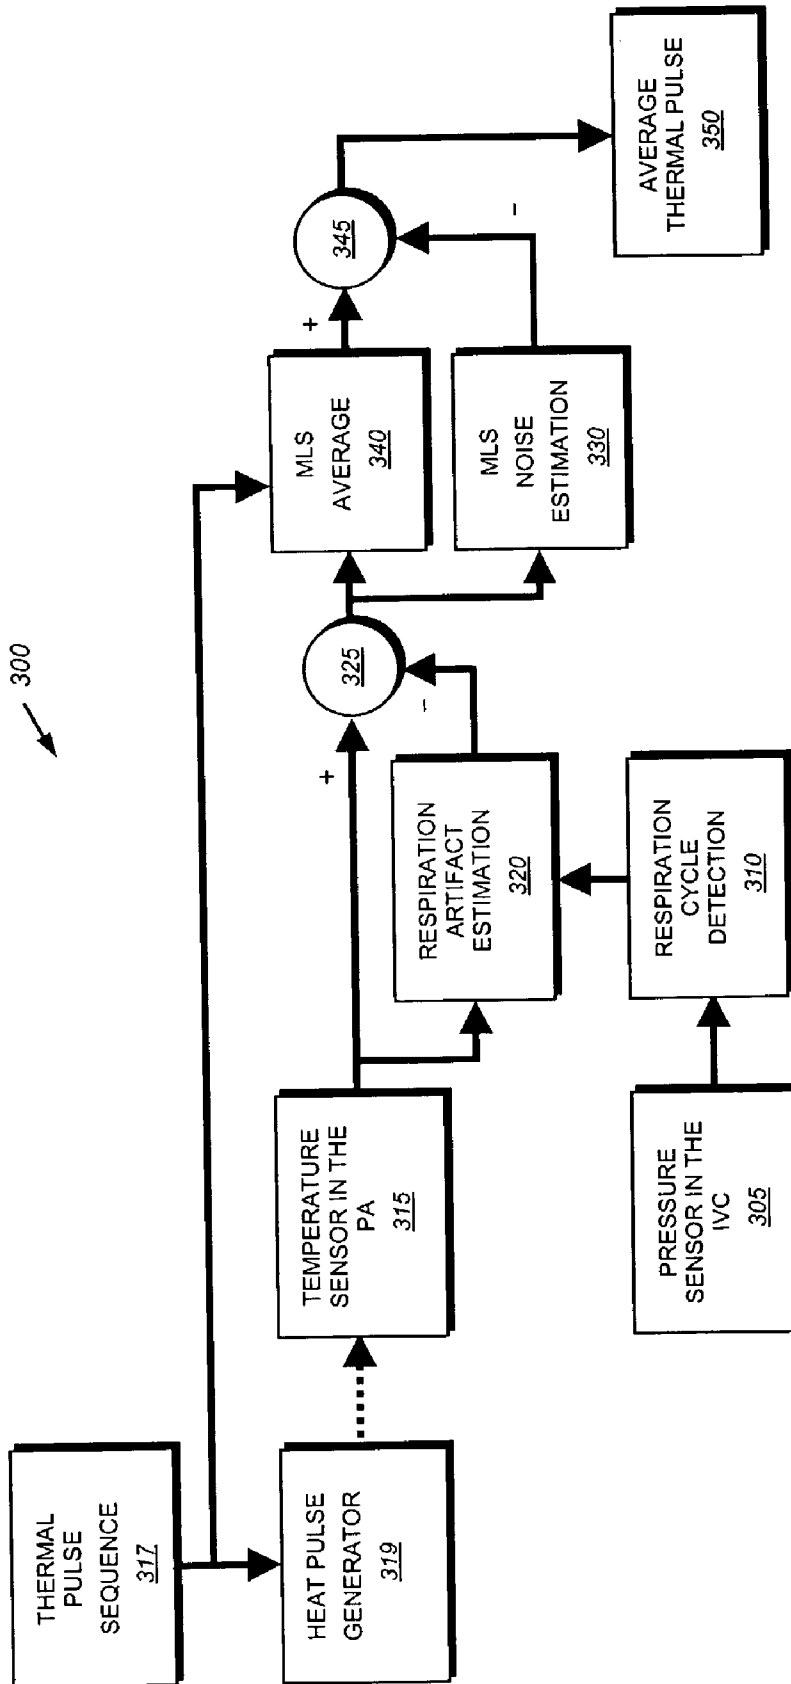 300
THERMAL
PULSE
SEQUENCE
317
HEAT PULSE
GENERATOR
319
TEMPERATURE
SENSOR IN THE
PA
315
PRESSURE
SENSOR IN THE
IVC
305
RESPIRATION
CYCLE
DETECTION
310
RESPIRATION
ARTIFACT
ESTIMATION
320
+
–
325
MLS
AVERAGE
340
MLS
NOISE
ESTIMATION
330
+
–
345
AVERAGE
THERMAL PULSE
350